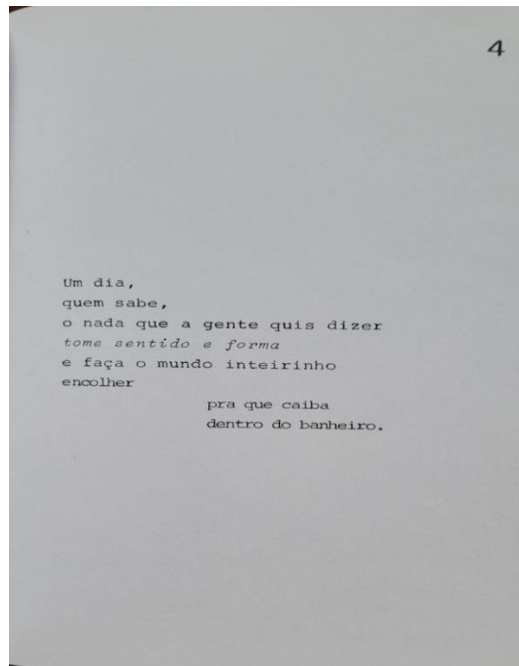 4
Um dia,
quem sabe,
o nada que a gente quis dizer
tome sentido e forma
e faça o mundo inteirinho
encolher
pra que caiba
dentro do banheiro.